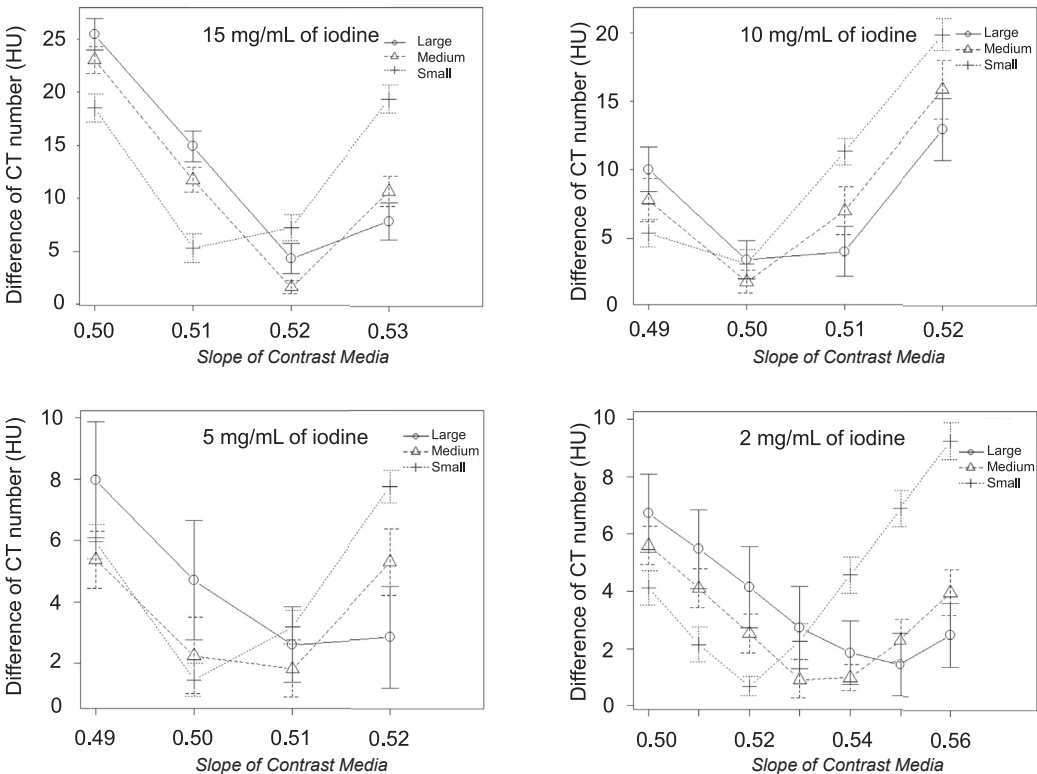 15 mg/mL of iodine
Large
Medium
Small
Difference of CT number (HU)
25
20
15
10
5
0
0.50
0.51
0.52
0.53
Slope of Contrast Media
10 mg/mL of iodine
Large
Medium
Small
Difference of CT number (HU)
20
15
10
5
0
0.49
0.50
0.51
0.52
Slope of Contrast Media
5 mg/mL of iodine
Large
Medium
Small
Difference of CT number (HU)
10
8
6
4
2
0
0.49
0.50
0.51
0.52
Slope of Contrast Media
2 mg/mL of iodine
Large
Medium
Small
Difference of CT number (HU)
10
8
6
4
2
0
0.50
0.52
0.54
0.56
Slope of Contrast Media